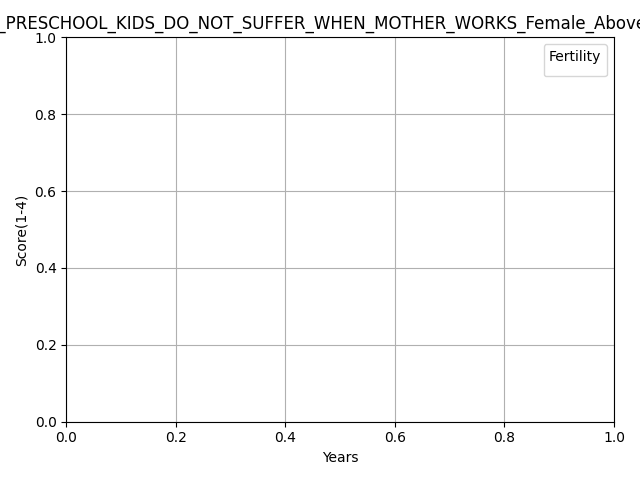 _PRESCHOOL_KIDS_DO_NOT_SUFFER_WHEN_MOTHER_WORKS_Female_Above
Fertility
1.0
0.8
0.6
0.4
0.2
0.0
Score(1-4)
0.0 0.2 0.4 0.6 0.8 1.0
Years